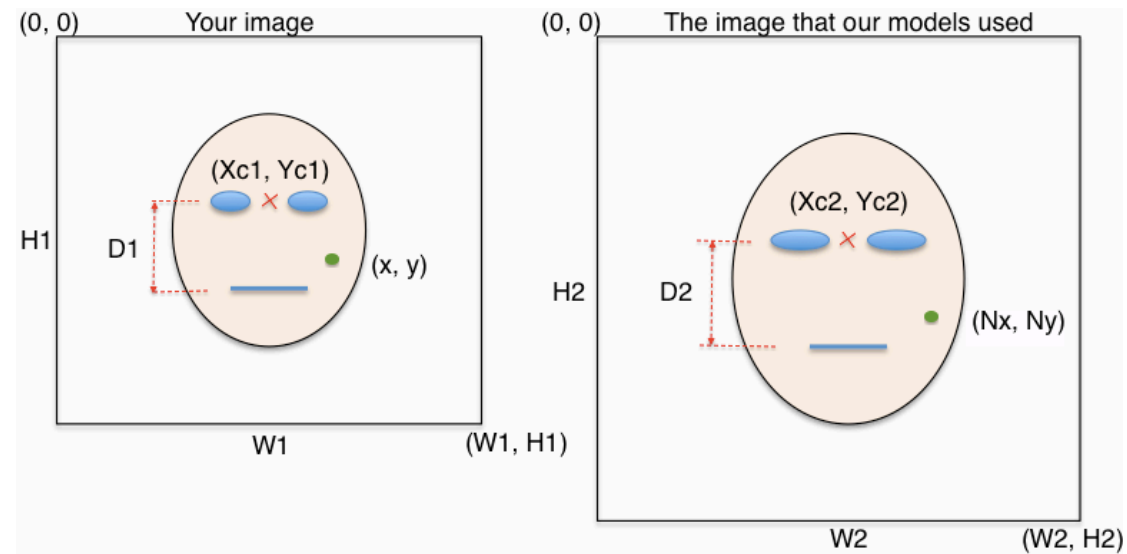 (0, 0)
Your image
(Xc1, Yc1)
H1
D1
(x, y)
W1
(W1, H1)
(0, 0)
The image that our models used
(Xc2, Yc2)
H2
D2
(Nx, Ny)
W2
(W2, H2)